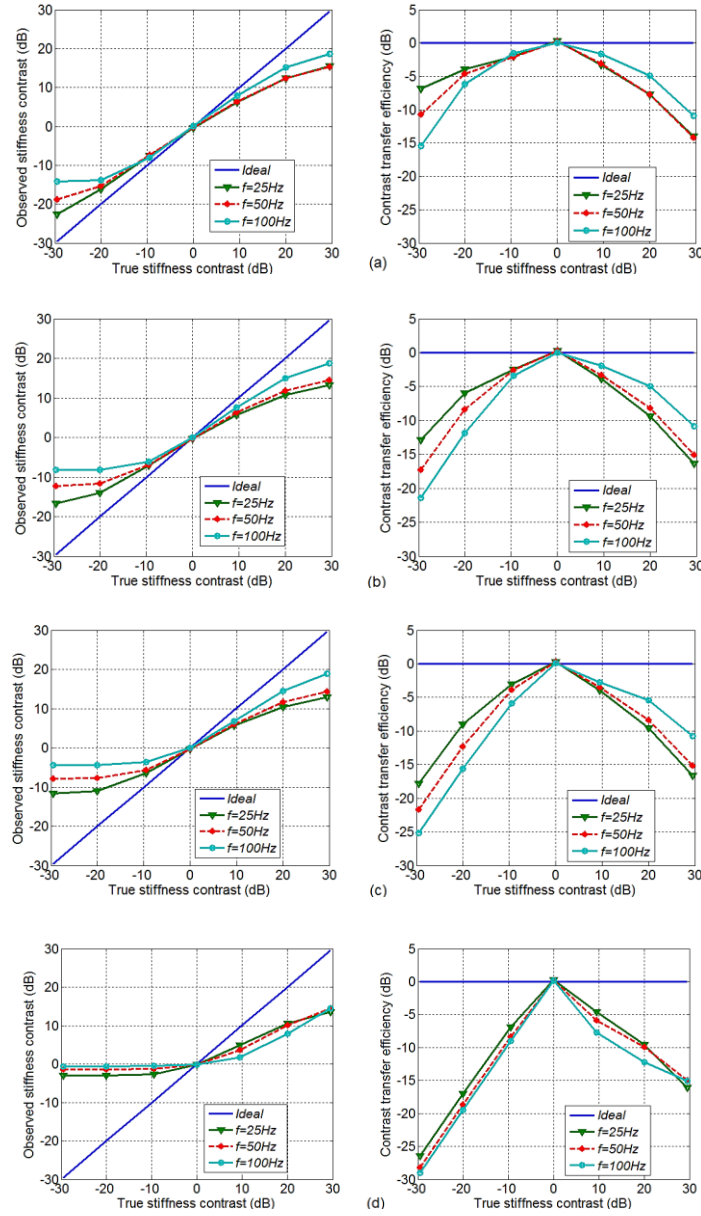 30
20
10
0
-10
-20
-30
Observed stiffness contrast (dB)
Ideal
f=25Hz
f=50Hz
f=100Hz
-30 -20 -10 0 10 20 30
True stiffness contrast (dB)
5
0
-5
-10
-15
-20
-25
-30
Contrast transfer efficiency (dB)
Ideal
f=25Hz
f=50Hz
f=100Hz
-30 -20 -10 0 10 20 30
True stiffness contrast (dB)
(a)
30
20
10
0
-10
-20
-30
Observed stiffness contrast (dB)
Ideal
f=25Hz
f=50Hz
f=100Hz
-30 -20 -10 0 10 20 30
True stiffness contrast (dB)
5
0
-5
-10
-15
-20
-25
-30
Contrast transfer efficiency (dB)
Ideal
f=25Hz
f=50Hz
f=100Hz
-30 -20 -10 0 10 20 30
True stiffness contrast (dB)
(b)
30
20
10
0
-10
-20
-30
Observed stiffness contrast (dB)
Ideal
f=25Hz
f=50Hz
f=100Hz
-30 -20 -10 0 10 20 30
True stiffness contrast (dB)
5
0
-5
-10
-15
-20
-25
-30
Contrast transfer efficiency (dB)
Ideal
f=25Hz
f=50Hz
f=100Hz
-30 -20 -10 0 10 20 30
True stiffness contrast (dB)
(c)
30
20
10
0
-10
-20
-30
Observed stiffness contrast (dB)
Ideal
f=25Hz
f=50Hz
f=100Hz
-30 -20 -10 0 10 20 30
True stiffness contrast (dB)
5
0
-5
-10
-15
-20
-25
-30
Contrast transfer efficiency (dB)
Ideal
f=25Hz
f=50Hz
f=100Hz
-30 -20 -10 0 10 20 30
True stiffness contrast (dB)
(d)